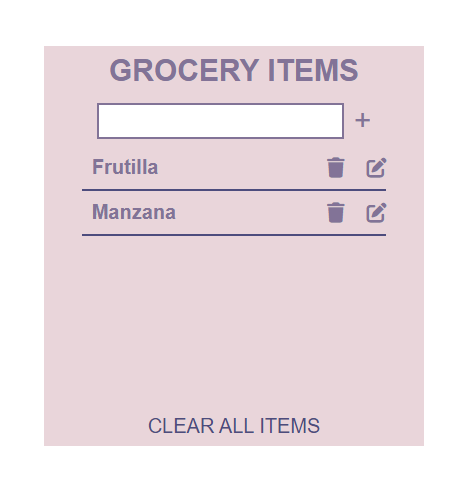 GROCERY ITEMS
+
Frutilla
Manzana
CLEAR ALL ITEMS